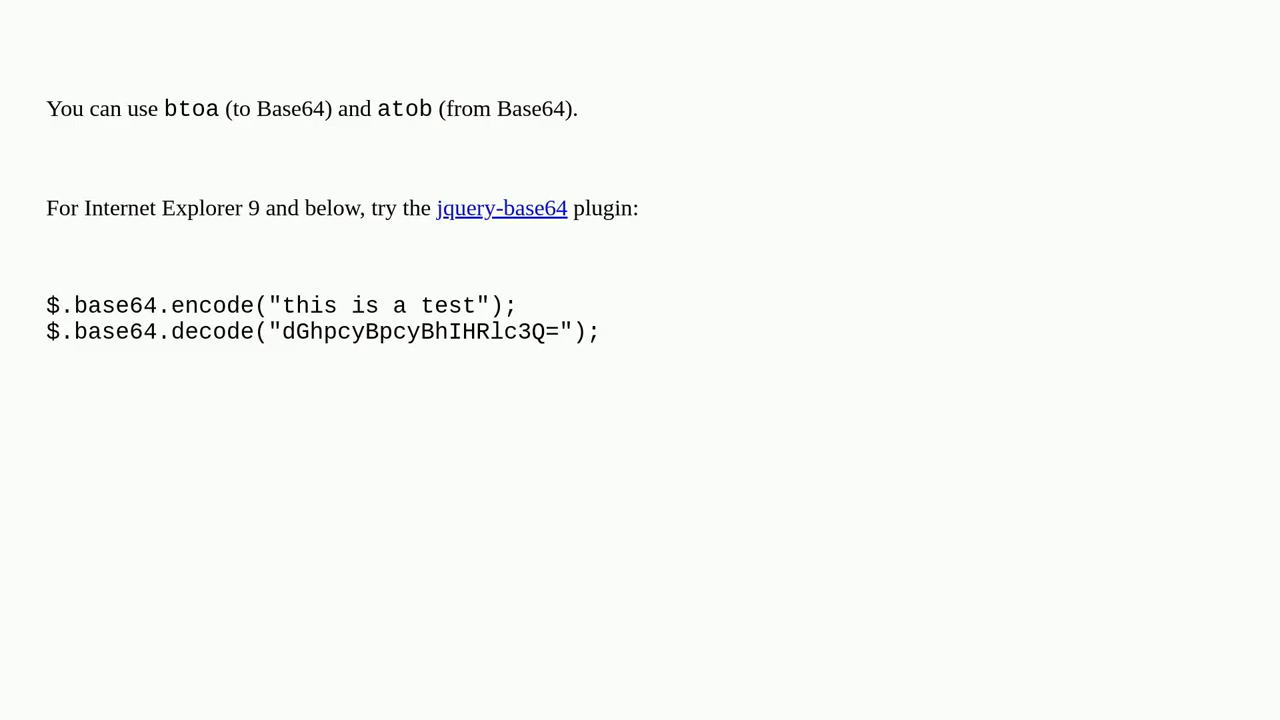 You can use btoa (to Base64) and atob (from Base64).
For Internet Explorer 9 and below, try the jquery-base64 plugin:
$.base64.encode("this is a test");
$.base64.decode("dGhpcyBpcyBhIHRlc3Q=");